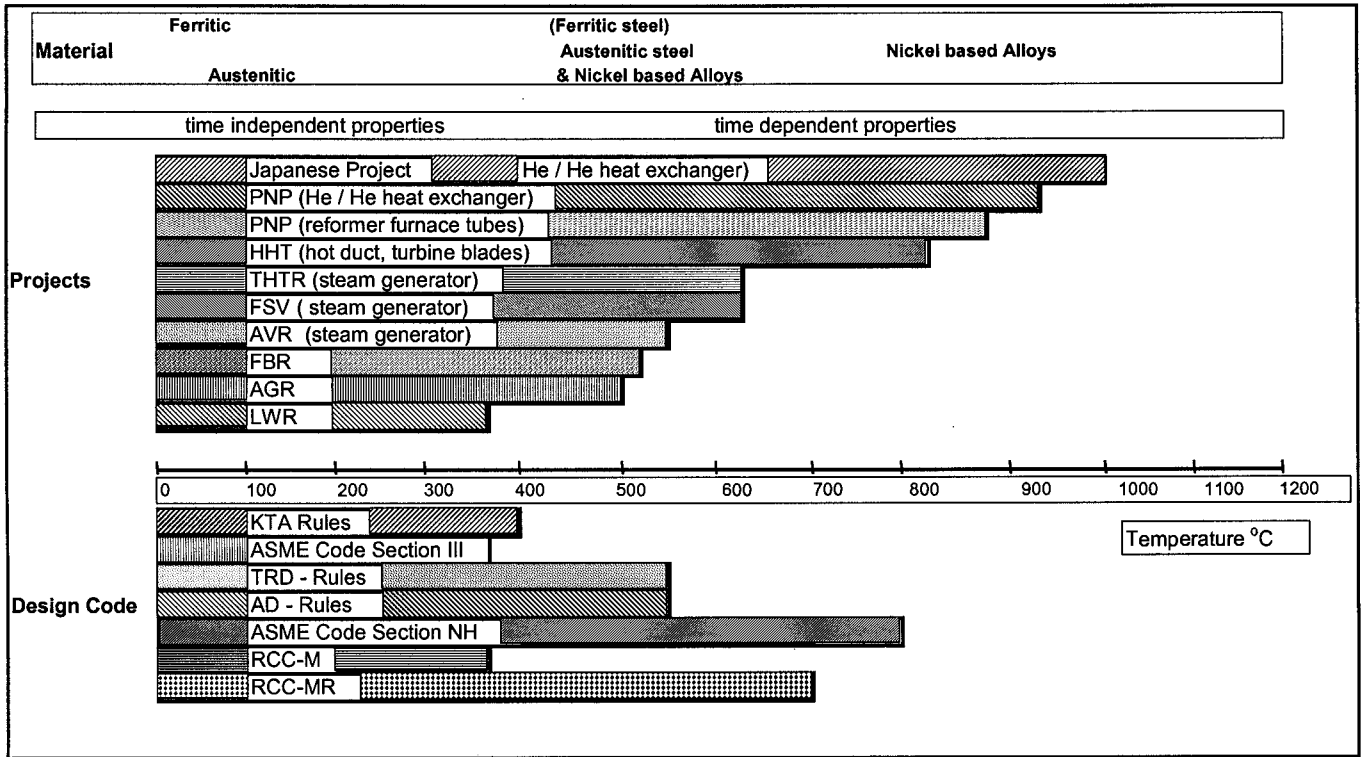 Ferritic (Ferritic steel)
Material Austenitic steel Nickel based Alloys
Austenitic & Nickel based Alloys
time independent properties time dependent properties
Japanese Project He / He heat exchanger)
PNP (He / He heat exchanger)
PNP (reformer furnace tubes)
HHT (hot duct, turbine blades)
Projects
THTR (steam generator)
FSV ( steam generator)
AVR (steam generator)
FBR
AGR
LWR
0 100 200 300 400 500 600 700 800 900 1000 1100 1200
KTA Rules
Temperature °C
ASME Code Section III
TRD - Rules
Design Code
AD - Rules
ASME Code Section NH
RCC-M
RCC-MR